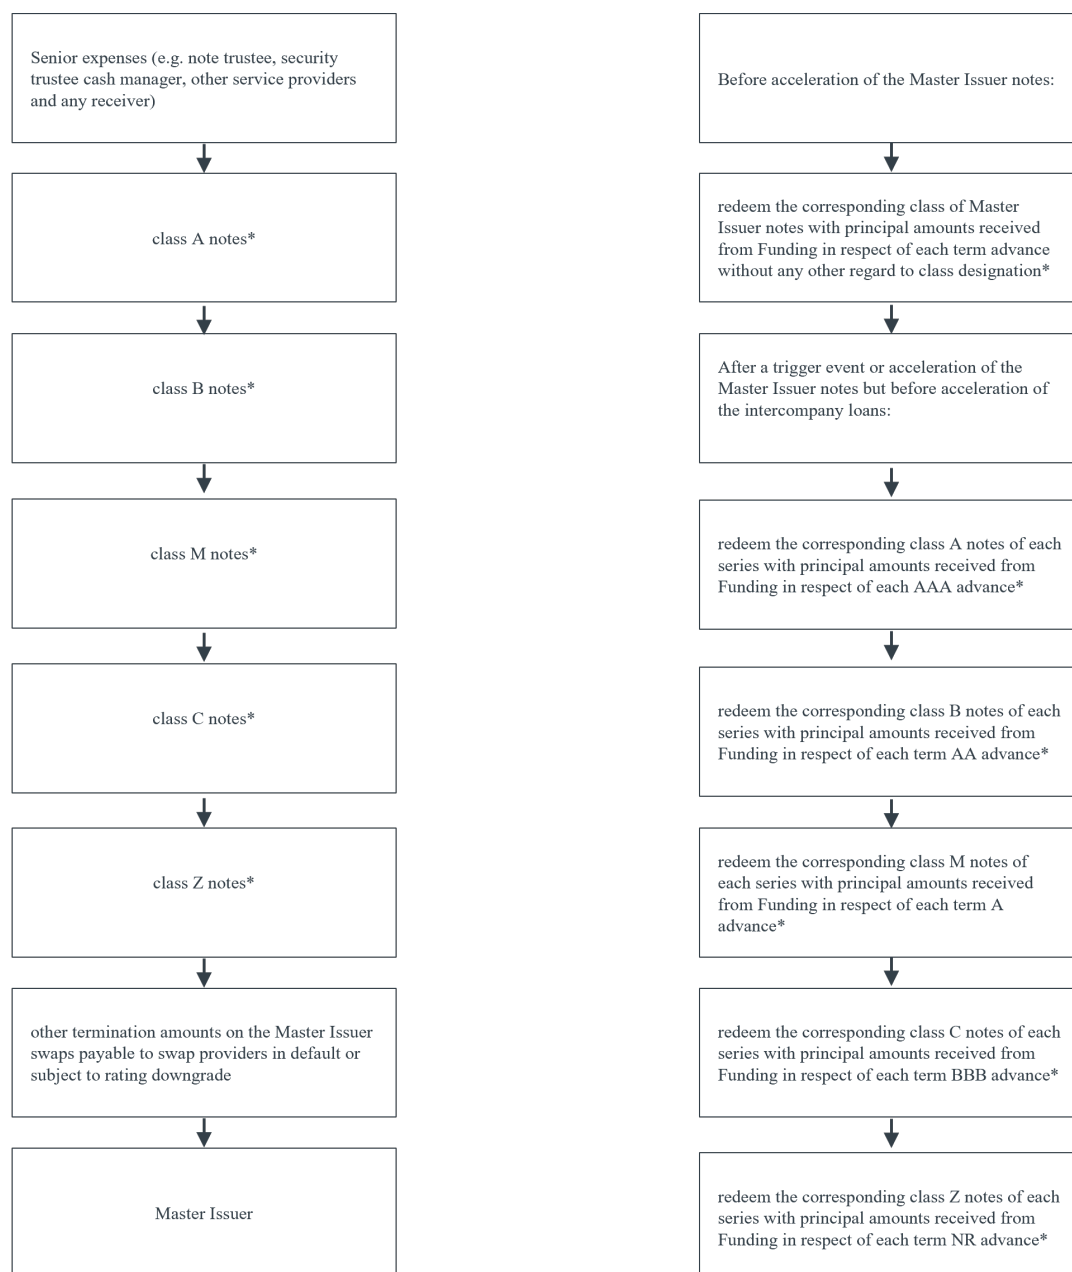 Senior expenses (e.g. note trustee, security
trustee cash manager, other service providers
and any receiver)
class A notes*
class B notes*
class M notes*
class C notes*
class Z notes*
other termination amounts on the Master Issuer
swaps payable to swap providers in default or
subject to rating downgrade
Master Issuer
Before acceleration of the Master Issuer notes:
redeem the corresponding class of Master
Issuer notes with principal amounts received
from Funding in respect of each term advance
without any other regard to class designation*
After a trigger event or acceleration of the
Master Issuer notes but before acceleration of
the intercompany loans:
redeem the corresponding class A notes of each
series with principal amounts received from
Funding in respect of each AAA advance*
redeem the corresponding class B notes of each
series with principal amounts received from
Funding in respect of each term AA advance*
redeem the corresponding class M notes of
each series with principal amounts received
from Funding in respect of each term A
advance*
redeem the corresponding class C notes of each
series with principal amounts received from
Funding in respect of each term BBB advance*
redeem the corresponding class Z notes of each
series with principal amounts received from
Funding in respect of each term NR advance*